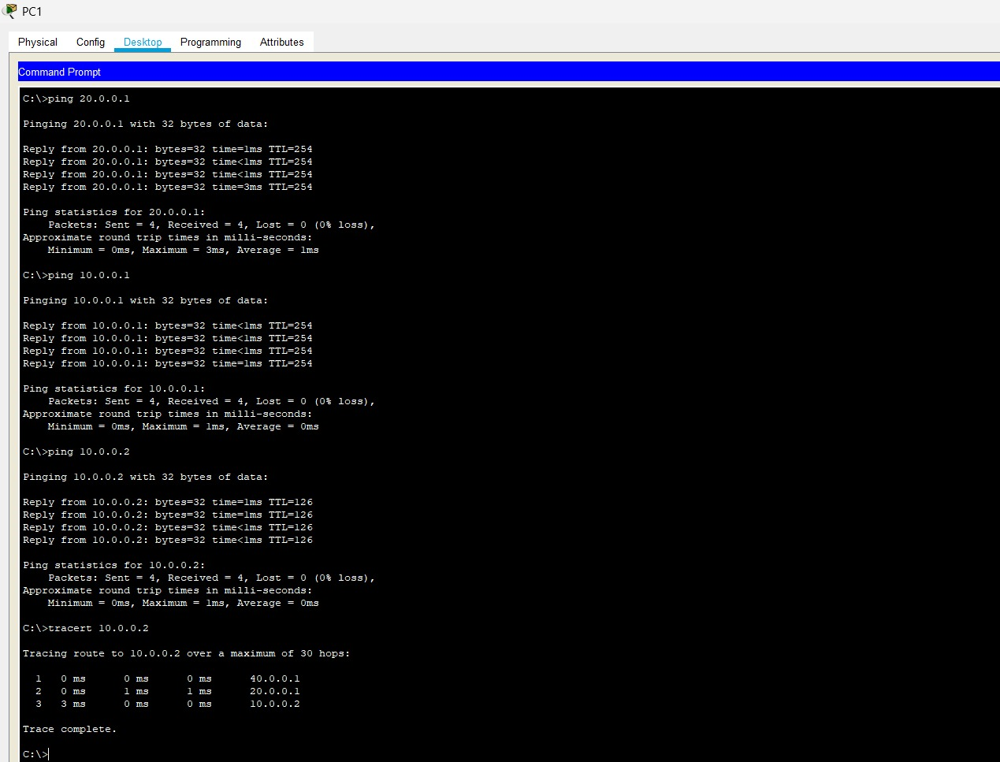 PC1
Physical Config Desktop Programming Attributes
Command Prompt
C:\>ping 20.0.0.1
Pinging 20.0.0.1 with 32 bytes of data:
Reply from 20.0.0.1: bytes=32 time=1ms TTL=254
Reply from 20.0.0.1: bytes=32 time<1ms TTL=254
Reply from 20.0.0.1: bytes=32 time<1ms TTL=254
Reply from 20.0.0.1: bytes=32 time=3ms TTL=254
Ping statistics for 20.0.0.1:
    Packets: Sent = 4, Received = 4, Lost = 0 (0% loss),
Approximate round trip times in milli-seconds:
    Minimum = 0ms, Maximum = 3ms, Average = 1ms
C:\>ping 10.0.0.1
Pinging 10.0.0.1 with 32 bytes of data:
Reply from 10.0.0.1: bytes=32 time<1ms TTL=254
Reply from 10.0.0.1: bytes=32 time<1ms TTL=254
Reply from 10.0.0.1: bytes=32 time<1ms TTL=254
Reply from 10.0.0.1: bytes=32 time=1ms TTL=254
Ping statistics for 10.0.0.1:
    Packets: Sent = 4, Received = 4, Lost = 0 (0% loss),
Approximate round trip times in milli-seconds:
    Minimum = 0ms, Maximum = 1ms, Average = 0ms
C:\>ping 10.0.0.2
Pinging 10.0.0.2 with 32 bytes of data:
Reply from 10.0.0.2: bytes=32 time=1ms TTL=126
Reply from 10.0.0.2: bytes=32 time=1ms TTL=126
Reply from 10.0.0.2: bytes=32 time<1ms TTL=126
Reply from 10.0.0.2: bytes=32 time<1ms TTL=126
Ping statistics for 10.0.0.2:
    Packets: Sent = 4, Received = 4, Lost = 0 (0% loss),
Approximate round trip times in milli-seconds:
    Minimum = 0ms, Maximum = 1ms, Average = 0ms
C:\>tracert 10.0.0.2
Tracing route to 10.0.0.2 over a maximum of 30 hops:
  1   0 ms      0 ms      0 ms      40.0.0.1
  2   0 ms      1 ms      1 ms      20.0.0.1
  3   3 ms      0 ms      0 ms      10.0.0.2
Trace complete.
C:\>